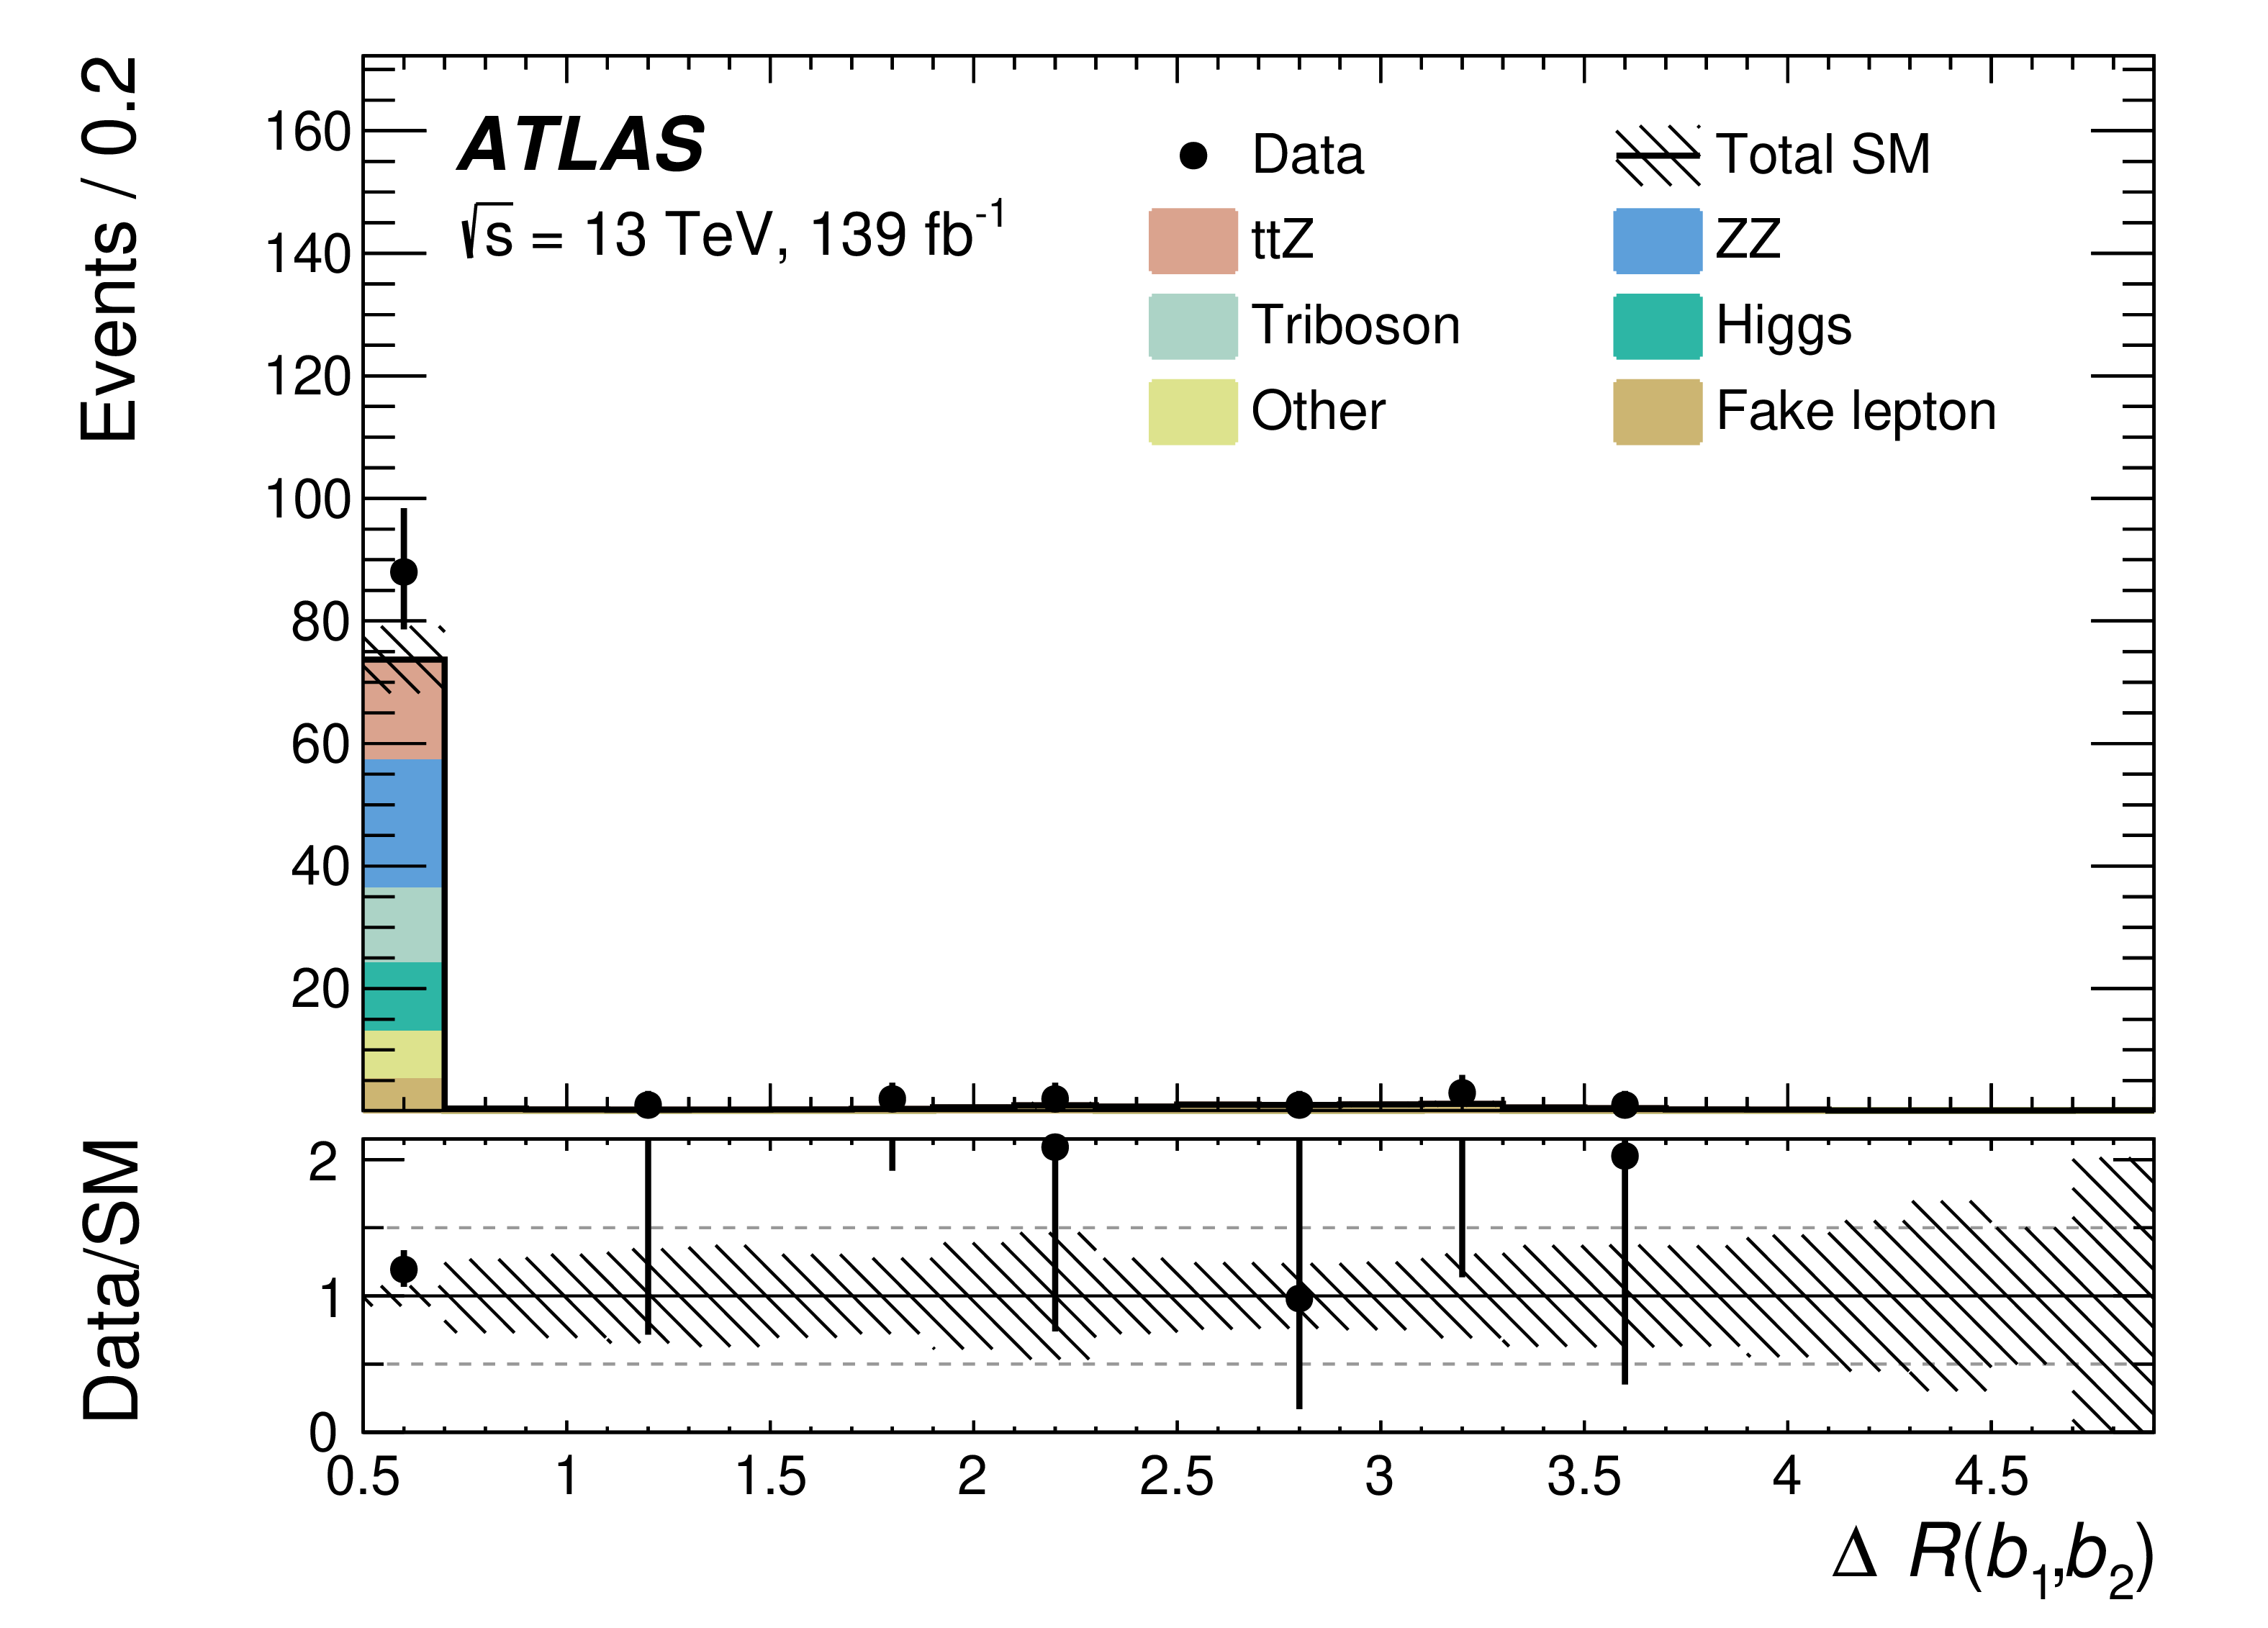 Events / 0.2
160
140
120
100
80
60
40
20
ATLAS
√s = 13 TeV, 139 fb⁻¹
Data
Total SM
ttZ
ZZ
Triboson
Higgs
Other
Fake lepton
Data/SM
2
1
0
0.5 1 1.5 2 2.5 3 3.5 4 4.5
Δ R(b₁,b₂)